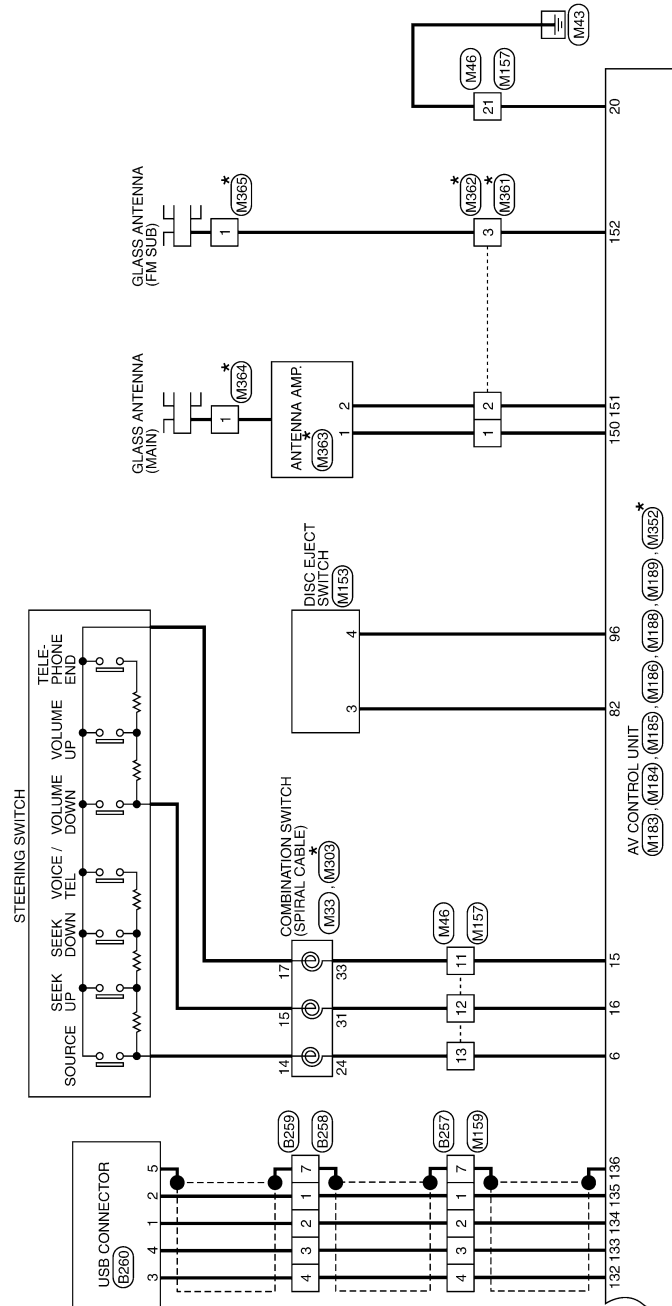 M43
M46
M157
21
20
GLASS ANTENNA
(FM SUB)
1
*
M365
*
M362
*
M361
3
152
GLASS ANTENNA
(MAIN)
1
*
M364
ANTENNA AMP.
*
M363
2
1
2
1
151
150
DISC EJECT
SWITCH
M153
4
3
96
82
STEERING SWITCH
SOURCE
SEEK
UP
SEEK
DOWN
VOICE /
TEL
VOLUME
DOWN
VOLUME
UP
TELE-
PHONE
END
COMBINATION SWITCH
(SPIRAL CABLE)
M33 , M303 *
17
15
14
33
31
24
M46
M157
11
12
13
15
16
6
USB CONNECTOR
B260
5
2
1
4
3
B259
B258
7
1
2
3
4
B257
M159
7
1
2
3
4
136
135
134
133
132
AV CONTROL UNIT
M183 , M184 , M185 , M186 , M188 , M189 , M352 *